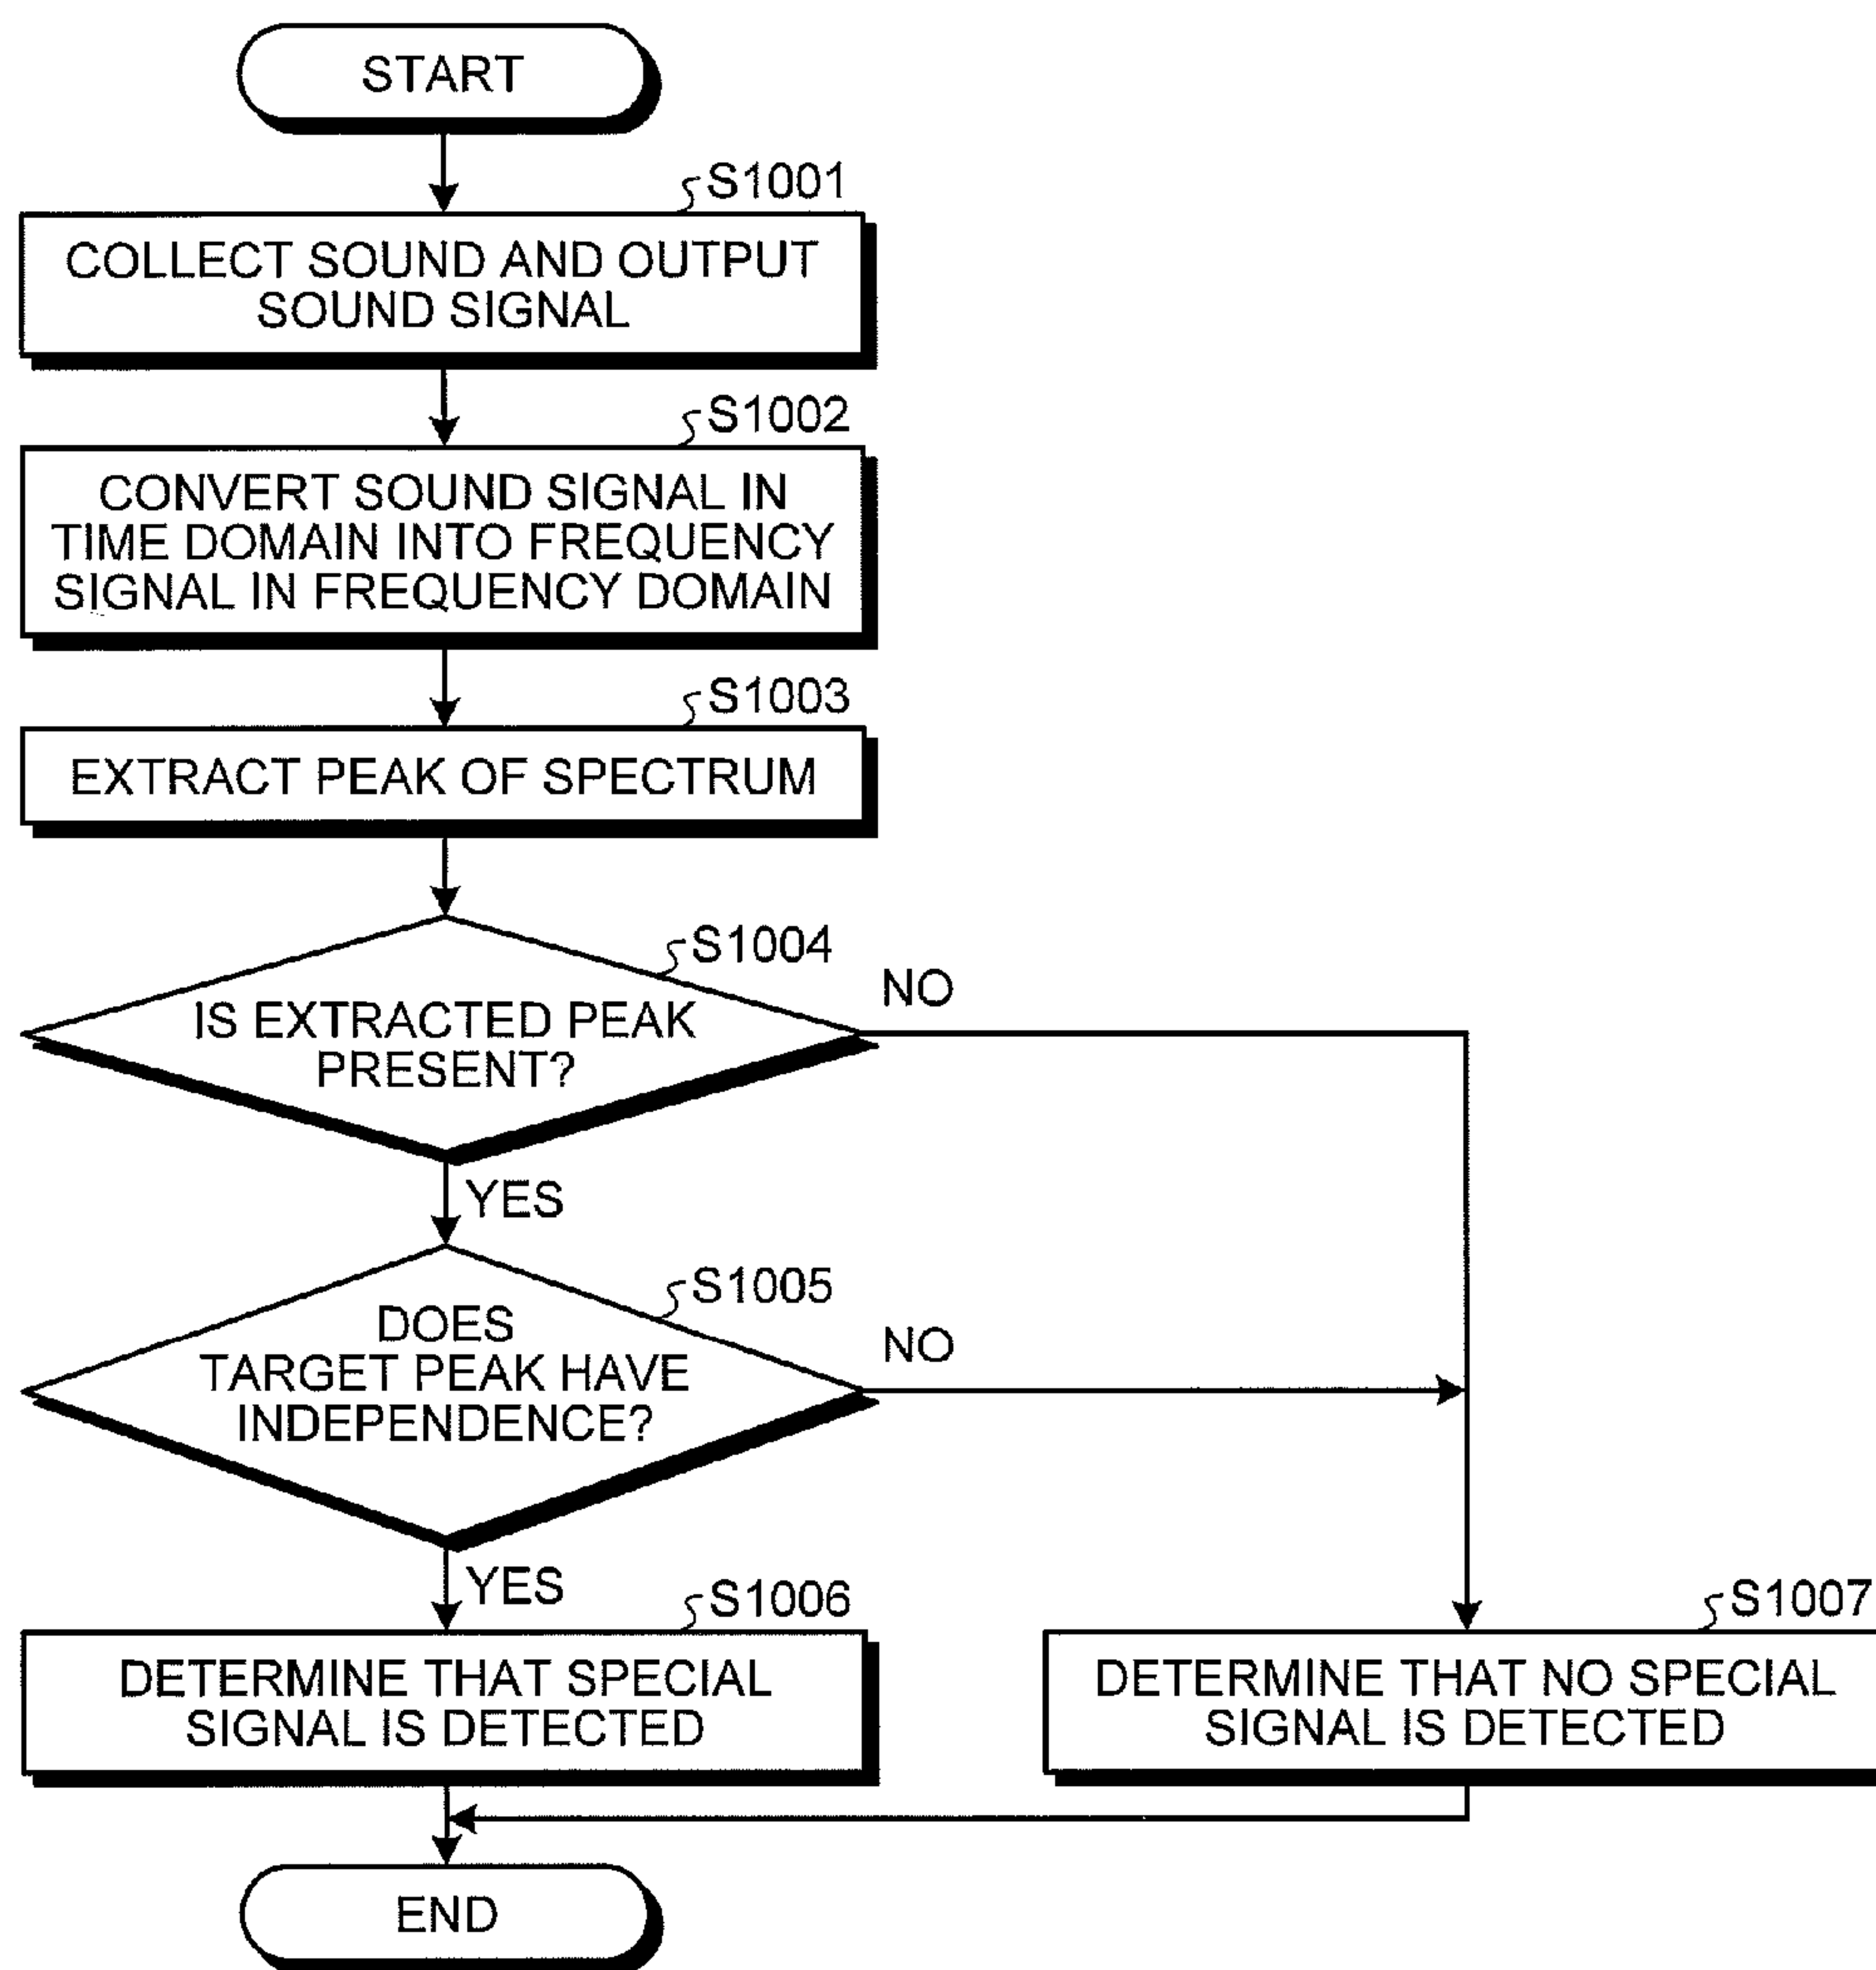 START
S1001
COLLECT SOUND AND OUTPUT
SOUND SIGNAL
S1002
CONVERT SOUND SIGNAL IN
TIME DOMAIN INTO FREQUENCY
SIGNAL IN FREQUENCY DOMAIN
S1003
EXTRACT PEAK OF SPECTRUM
S1004
IS EXTRACTED PEAK
PRESENT?
NO
YES
S1005
DOES
TARGET PEAK HAVE
INDEPENDENCE?
NO
YES
S1006
DETERMINE THAT SPECIAL
SIGNAL IS DETECTED
S1007
DETERMINE THAT NO SPECIAL
SIGNAL IS DETECTED
END